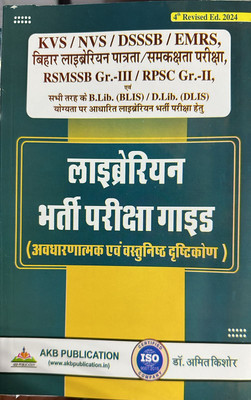 4th Revised Ed. 2024
KVS / NVS / DSSSB / EMRS,
बिहार लाइब्रेरियन पात्रता / समकक्षता परीक्षा,
RSMSSB Gr.-III / RPSC Gr.-II,
एवं
सभी तरह के B.Lib. (BLIS) / D.Lib. (DLIS)
योग्यता पर आधारित लाइब्रेरियन भर्ती परीक्षा हेतु
लाइब्रेरियन
भर्ती परीक्षा गाइड
(अवधारणात्मक एवं वस्तुनिष्ठ दृष्टिकोण )
AKB PUBLICATION
(www.akbpublication.in)
CERTIFIED
ISO
COMPANY
डॉ. अमित किशोर